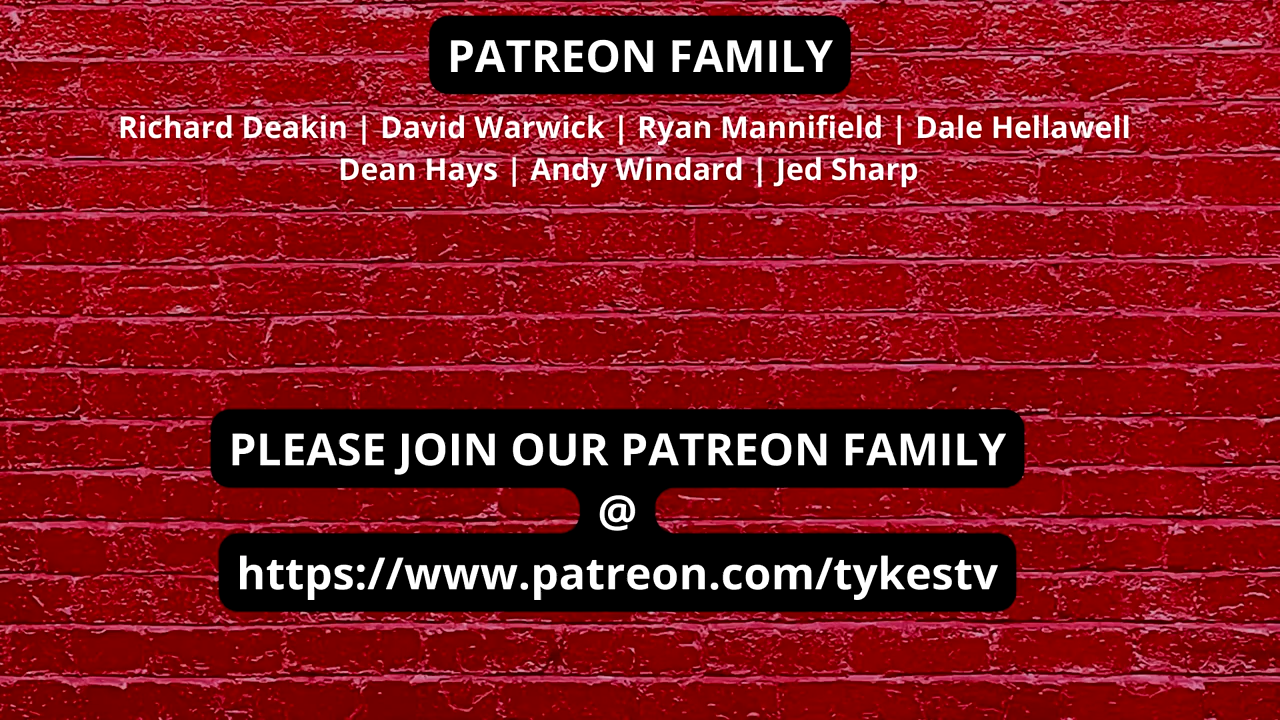 PATREON FAMILY
Richard Deakin | David Warwick | Ryan Mannifield | Dale Hellawell
Dean Hays | Andy Windard | Jed Sharp
PLEASE JOIN OUR PATREON FAMILY
@
https://www.patreon.com/tykestv